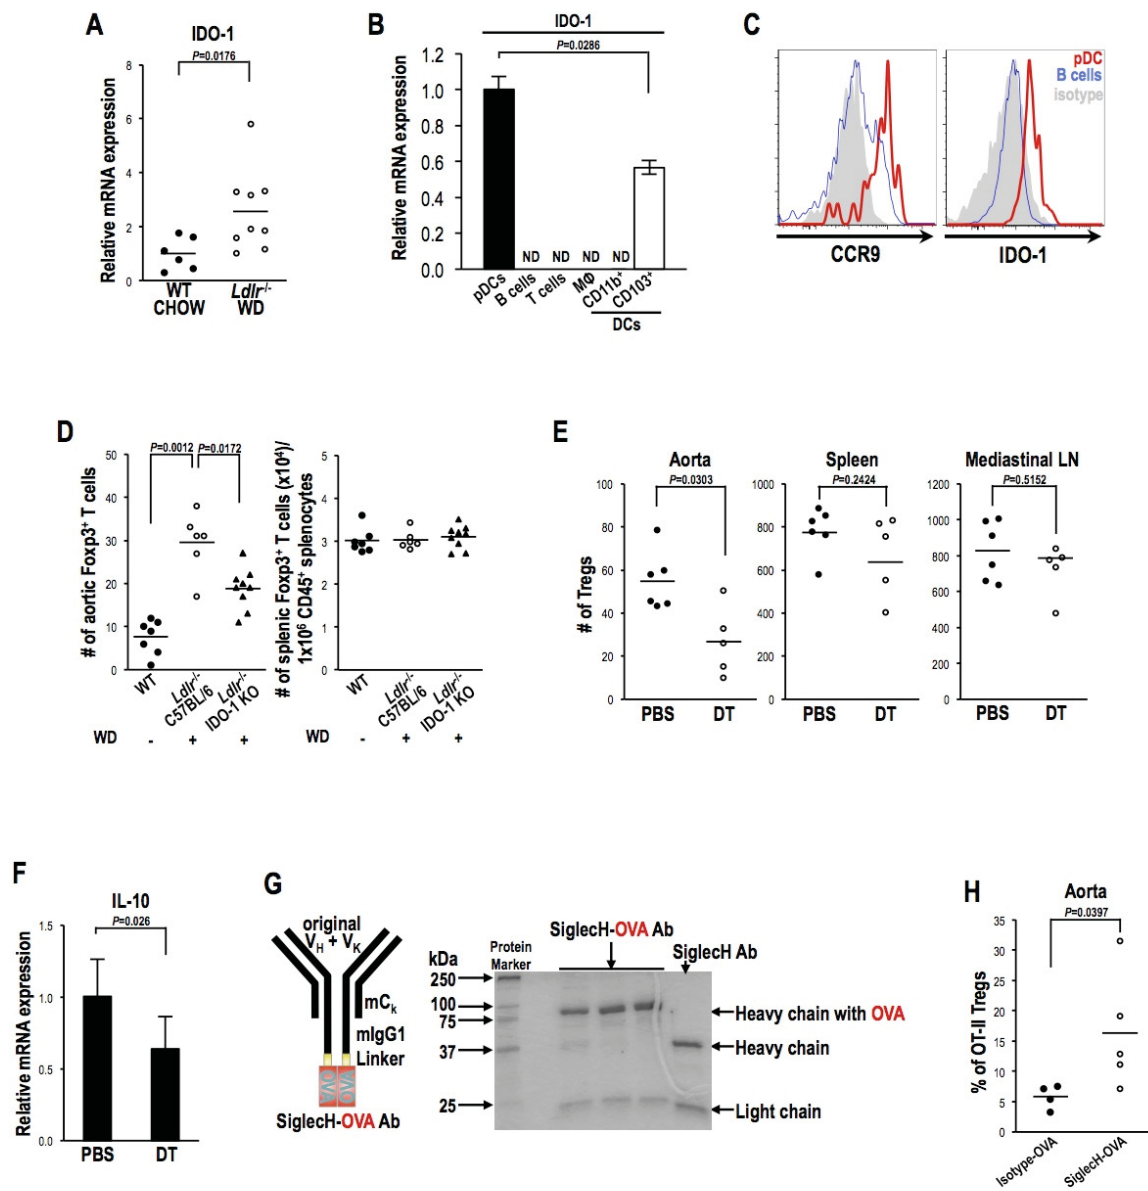 A
IDO-1
P=0.0176
Relative mRNA expression
8
6
4
2
0
WT
CHOW
Ldlr-/-
WD
B
IDO-1
P=0.0286
Relative mRNA expression
1.2
1.0
0.8
0.6
0.4
0.2
0.0
ND ND ND ND
pDCs
B cells
T cells
MΦ
CD11b+
CD103+
DCs
C
pDC
B cells
isotype
CCR9
IDO-1
D
P=0.0012 P=0.0172
# of aortic Foxp3+ T cells
50
40
30
20
10
0
WT
Ldlr-/-
C57BL/6
Ldlr-/-
IDO-1 KO
WD - + +
# of splenic Foxp3+ T cells (x10⁴)/
1x10⁶ CD45+ splenocytes
5
4
3
2
1
0
WT
Ldlr-/-
C57BL/6
Ldlr-/-
IDO-1 KO
WD - + +
E
Aorta
P=0.0303
# of Tregs
100
80
60
40
20
0
PBS DT
Spleen
P=0.2424
1000
800
600
400
200
0
PBS DT
Mediastinal LN
P=0.5152
1200
1000
800
600
400
200
0
PBS DT
F
IL-10
P=0.026
Relative mRNA expression
1.5
1.0
0.5
0.0
PBS DT
G
original
VH + VK
mCk
mIgG1
Linker
OVA OVA
SiglecH-OVA Ab
kDa
Protein
Marker
SiglecH-OVA Ab
SiglecH Ab
250
100
75
37
25
Heavy chain with OVA
Heavy chain
Light chain
H
Aorta
P=0.0397
% of OT-II Tregs
35
30
25
20
15
10
5
0
Isotype-OVA
SiglecH-OVA